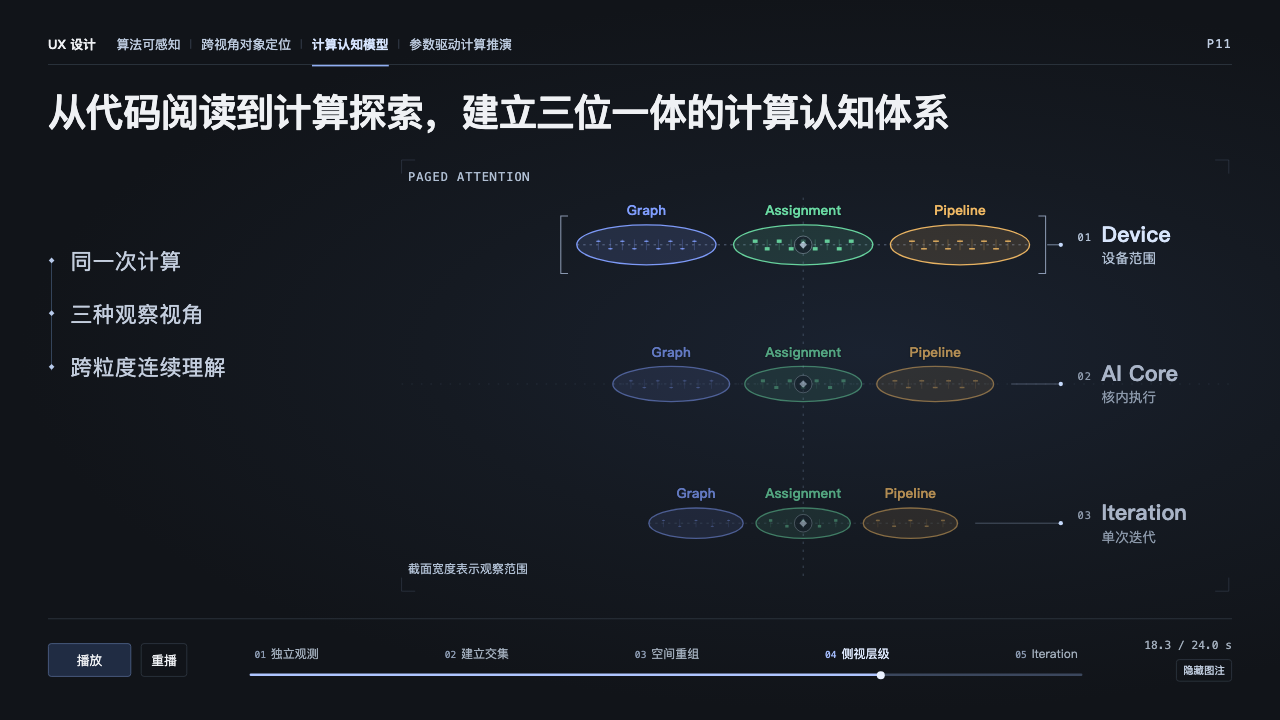 UX 设计 算法可感知 | 跨视角对象定位 | 计算认知模型 | 参数驱动计算推演 P11
从代码阅读到计算探索，建立三位一体的计算认知体系
同一次计算
三种观察视角
跨粒度连续理解
PAGED ATTENTION
Graph Assignment Pipeline
01 Device
设备范围
Graph Assignment Pipeline
02 AI Core
核内执行
Graph Assignment Pipeline
03 Iteration
单次迭代
截面宽度表示观察范围
播放 重播
01 独立观测 02 建立交集 03 空间重组 04 侧视层级 05 Iteration
18.3 / 24.0 s
隐藏图注